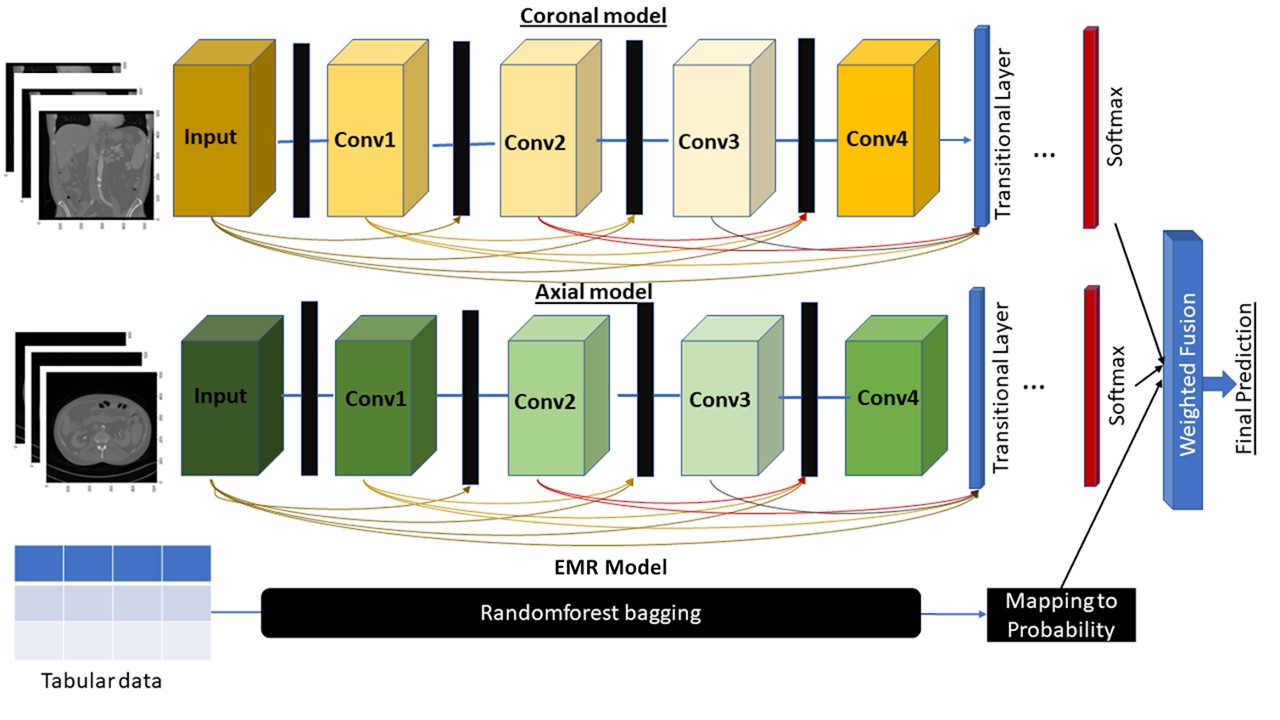 Coronal model
Input
Conv1
Conv2
Conv3
Conv4
Transitional Layer
...
Softmax
Axial model
Input
Conv1
Conv2
Conv3
Conv4
Transitional Layer
...
Softmax
Weighted Fusion
Final Prediction
EMR Model
Randomforest bagging
Mapping to
Probability
Tabular data